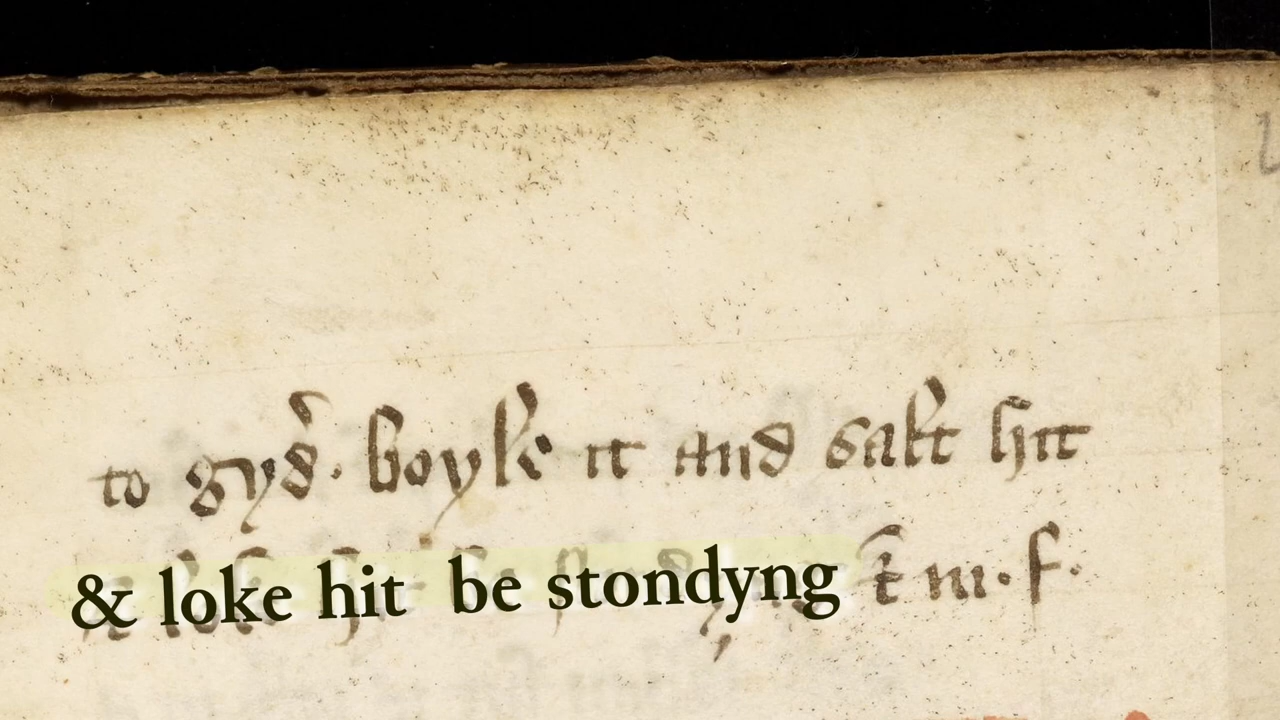 to gyd. boyle it and salt hit
& loke hit be stondyng & m. f.